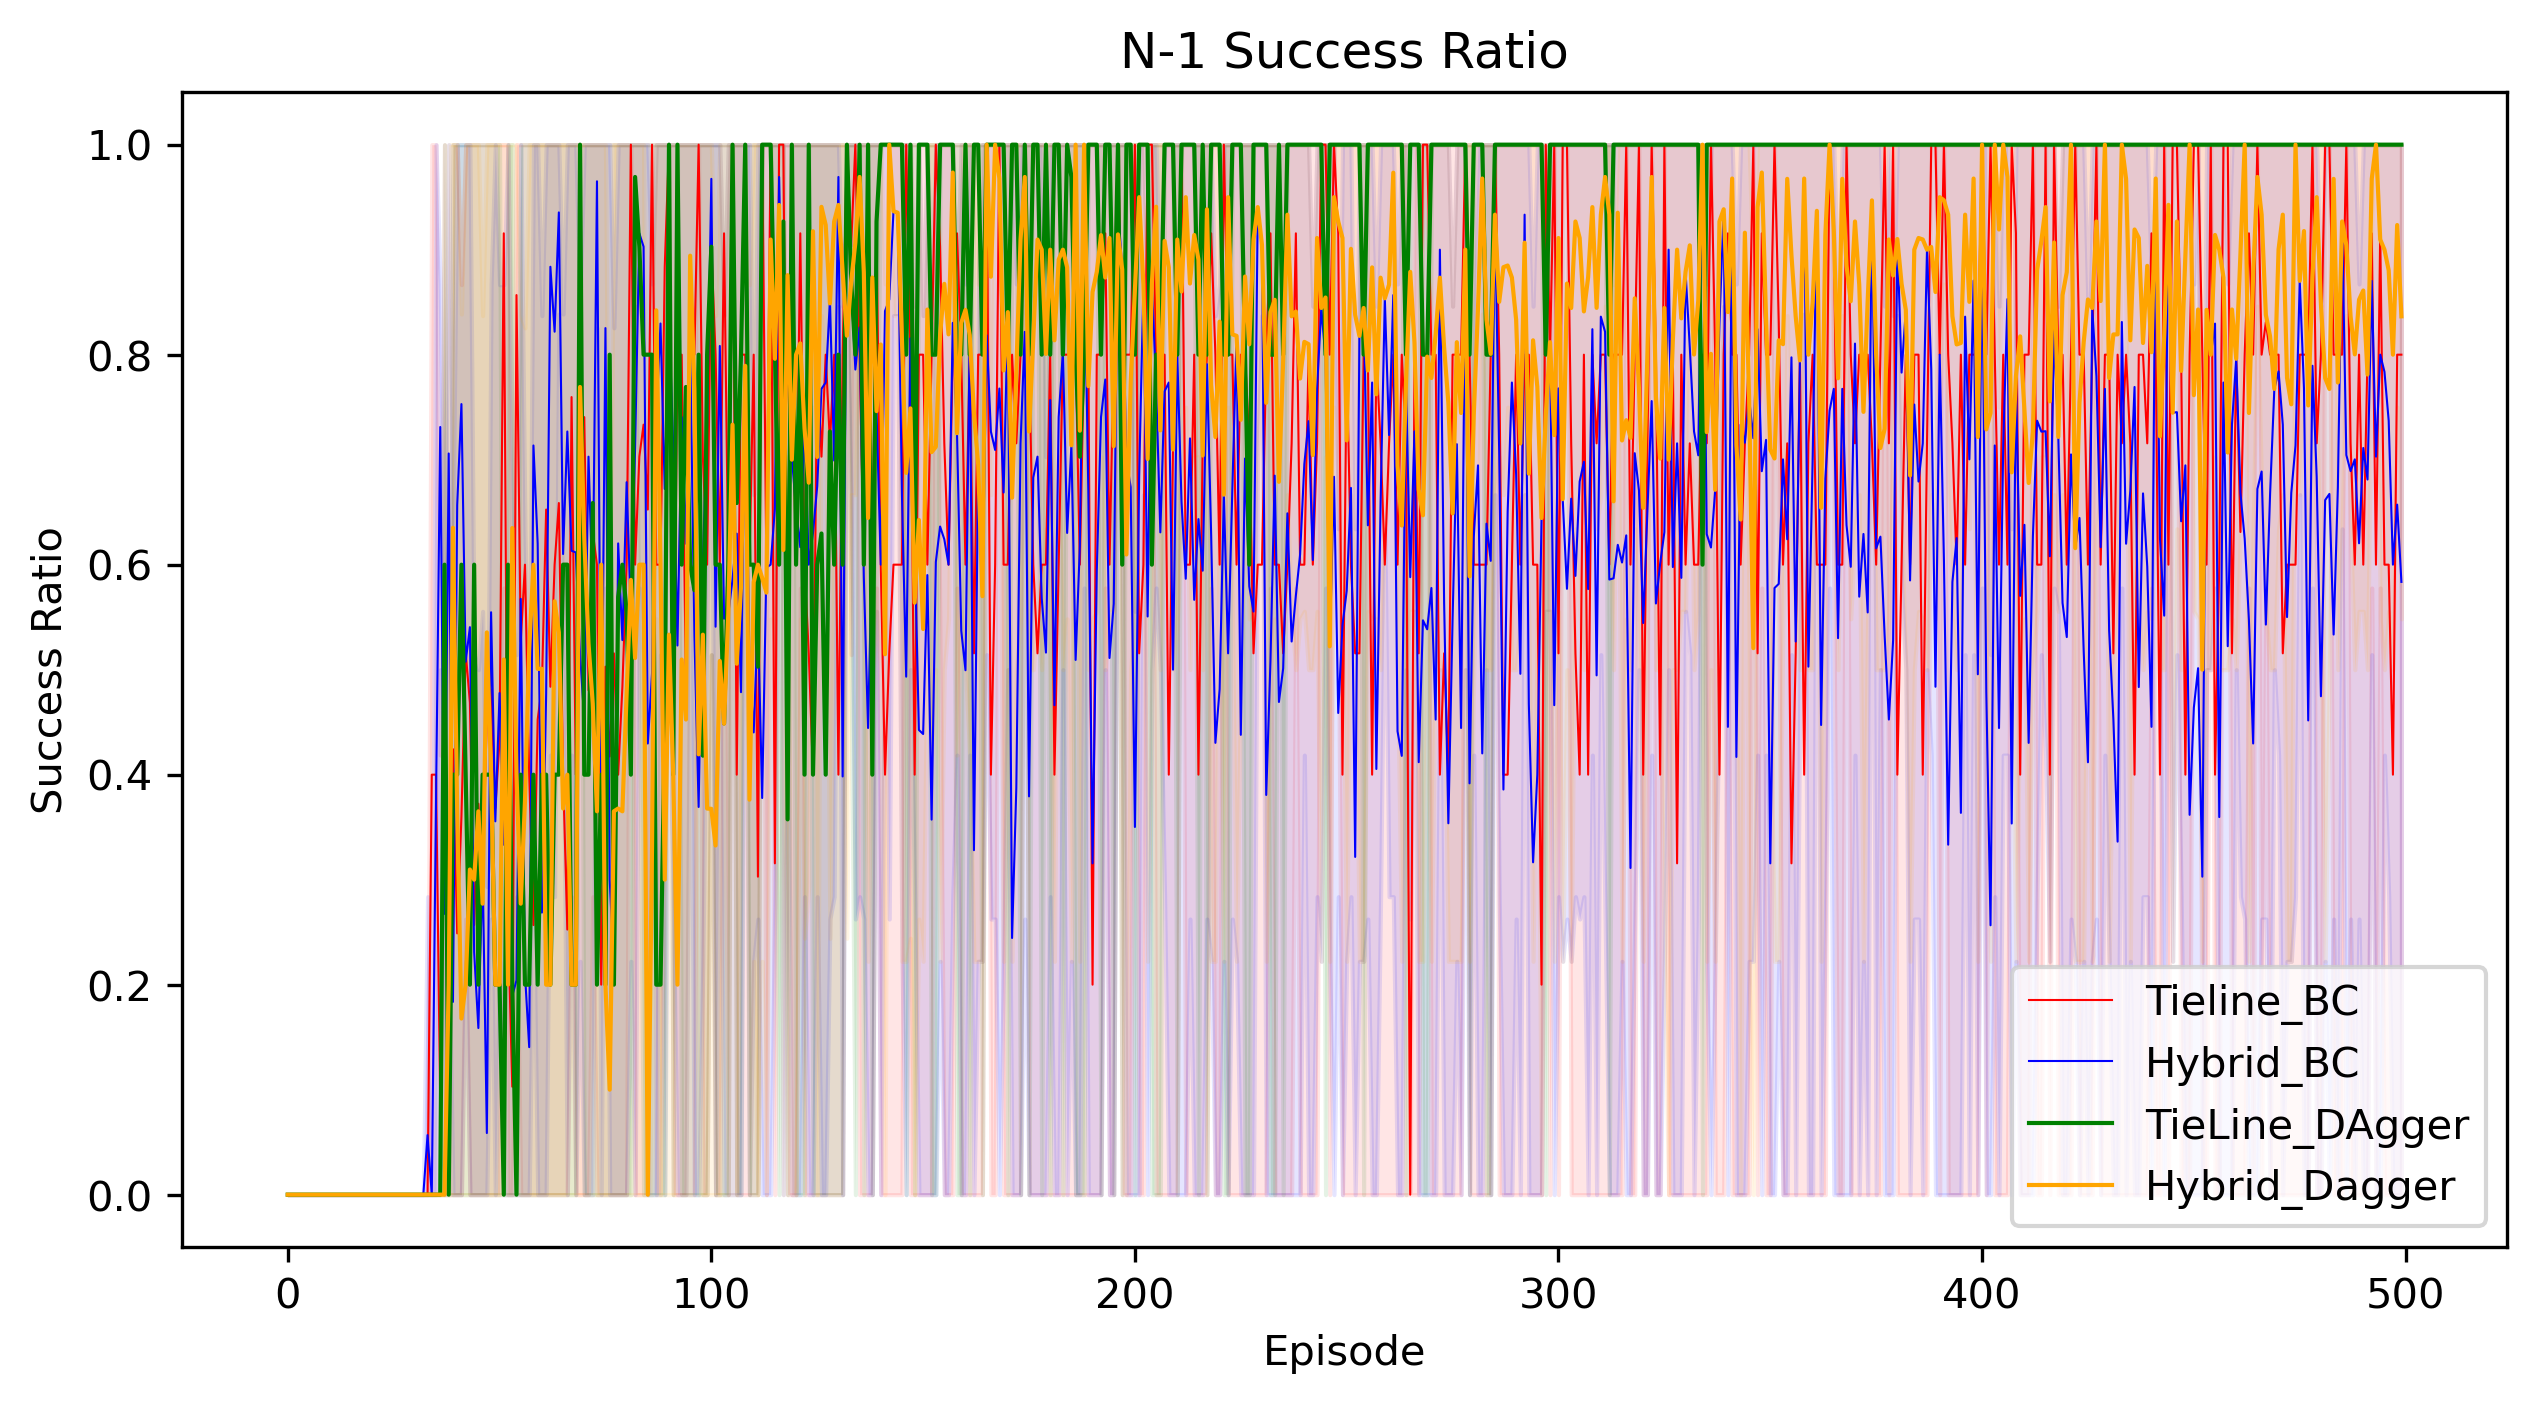 N-1 Success Ratio
1.0
0.8
0.6
0.4
0.2
0.0
Success Ratio
0
100
200
300
400
500
Episode
Tieline_BC
Hybrid_BC
TieLine_DAgger
Hybrid_Dagger